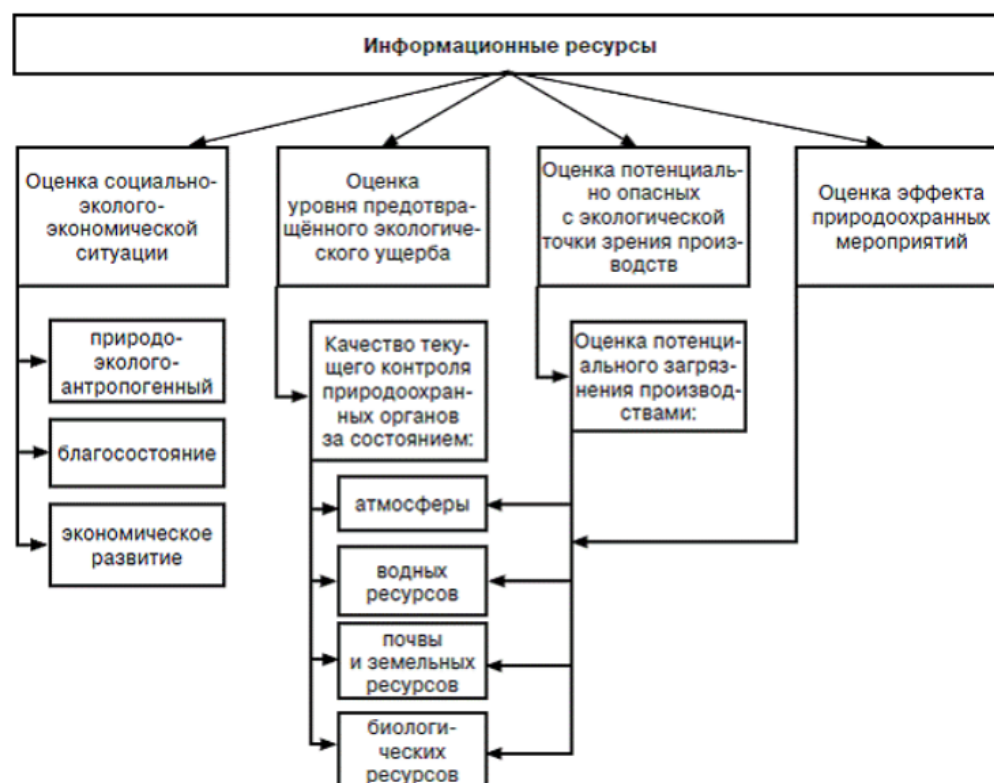 Информационные ресурсы
Оценка социально-
эколого-
экономической
ситуации
Оценка
уровня предотвра-
щённого экологиче-
ского ущерба
Оценка потенциаль-
но опасных
с экологической
точки зрения произ-
водств
Оценка эффекта
природоохранных
мероприятий
природо-
эколого-
антропогенный
благосостояние
экономическое
развитие
Качество теку-
щего контроля
природоохран-
ных органов
за состоянием:
атмосферы
водных
ресурсов
почвы
и земельных
ресурсов
биологи-
ческих
ресурсов
Оценка потенци-
ального загряз-
нения производ-
ствами: